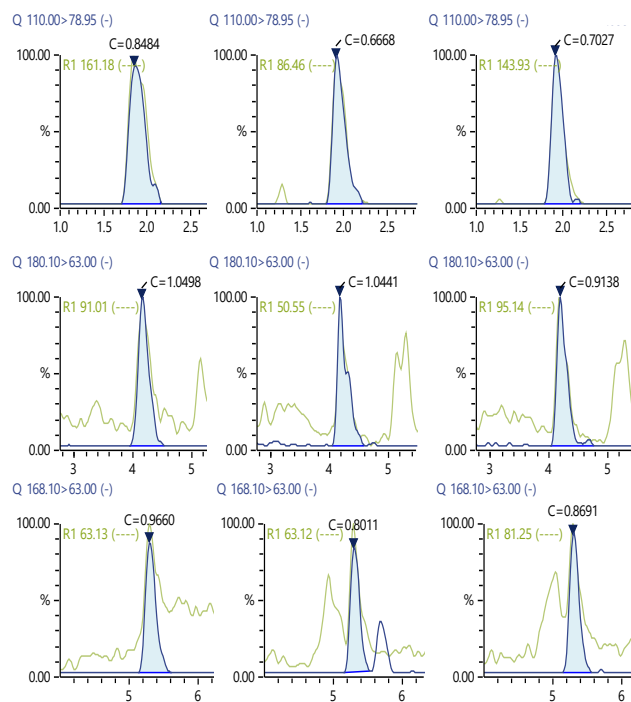 Q 110.00>78.95 (-)
C=0.8484
100.00
R1 161.18 (----)
%
0.00
1.0 1.5 2.0 2.5
Q 110.00>78.95 (-)
C=0.6668
100.00
R1 86.46 (----)
%
0.00
1.0 1.5 2.0 2.5
Q 110.00>78.95 (-)
C=0.7027
100.00
R1 143.93 (----)
%
0.00
1.0 1.5 2.0 2.5
Q 180.10>63.00 (-)
C=1.0498
100.00
R1 91.01 (----)
%
0.00
3 4 5
Q 180.10>63.00 (-)
C=1.0441
100.00
R1 50.55 (----)
%
0.00
3 4 5
Q 180.10>63.00 (-)
C=0.9138
100.00
R1 95.14 (----)
%
0.00
3 4 5
Q 168.10>63.00 (-)
C=0.9660
100.00
R1 63.13 (----)
%
0.00
5 6
Q 168.10>63.00 (-)
C=0.8011
100.00
R1 63.12 (----)
%
0.00
5 6
Q 168.10>63.00 (-)
C=0.8691
100.00
R1 81.25 (----)
%
0.00
5 6